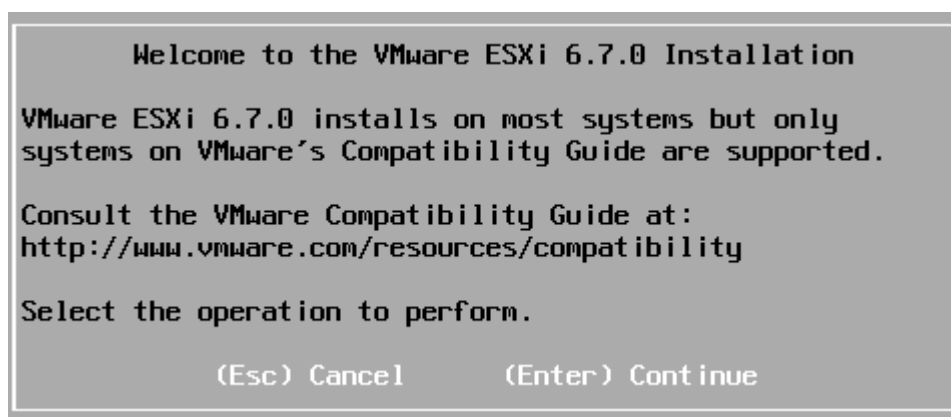 Welcome to the VMware ESXi 6.7.0 Installation
VMware ESXi 6.7.0 installs on most systems but only
systems on VMware's Compatibility Guide are supported.
Consult the VMware Compatibility Guide at:
http://www.vmware.com/resources/compatibility
Select the operation to perform.
(Esc) Cancel (Enter) Continue